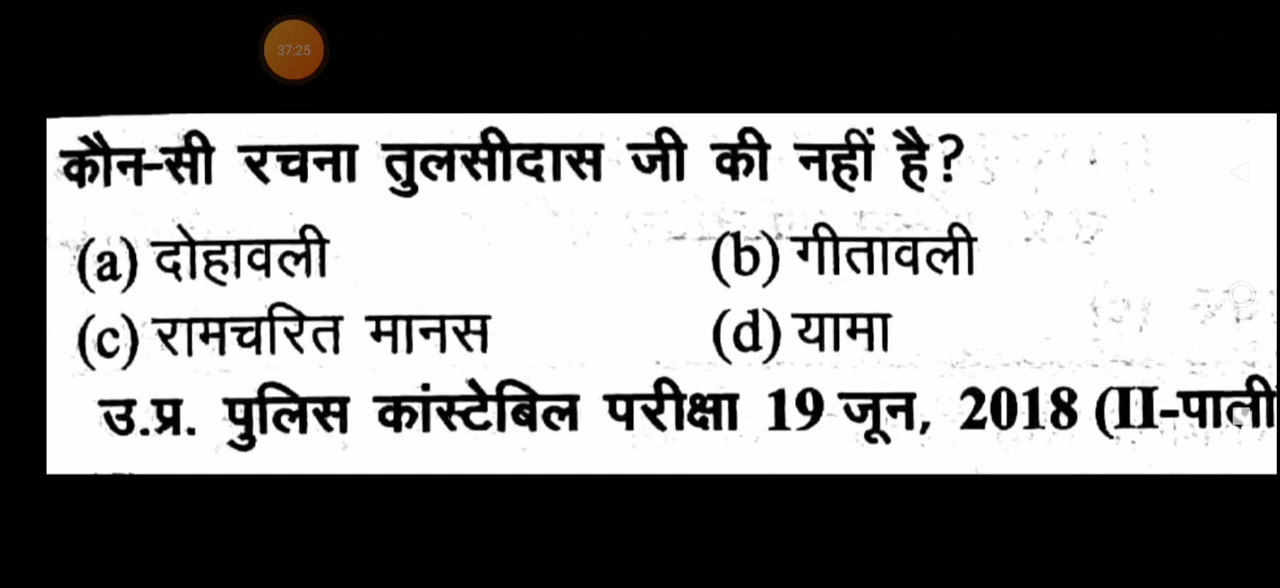 37:25
कौन-सी रचना तुलसीदास जी की नहीं है?
(a) दोहावली (b) गीतावली
(c) रामचरित मानस (d) यामा
उ.प्र. पुलिस कांस्टेबिल परीक्षा 19 जून, 2018 (II-पाली